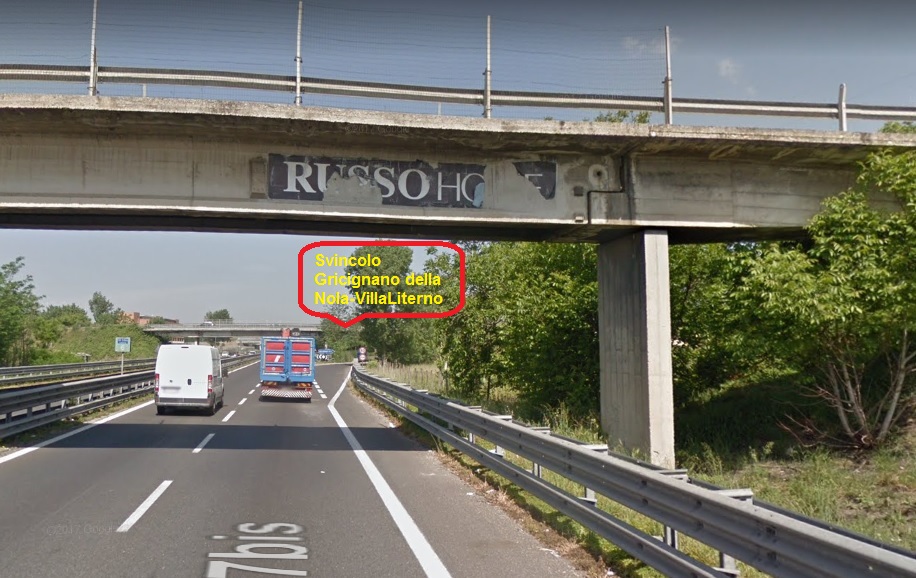 RUSSO HO
Svincolo
Gricignano della
Nola-VillaLiterno
7bis